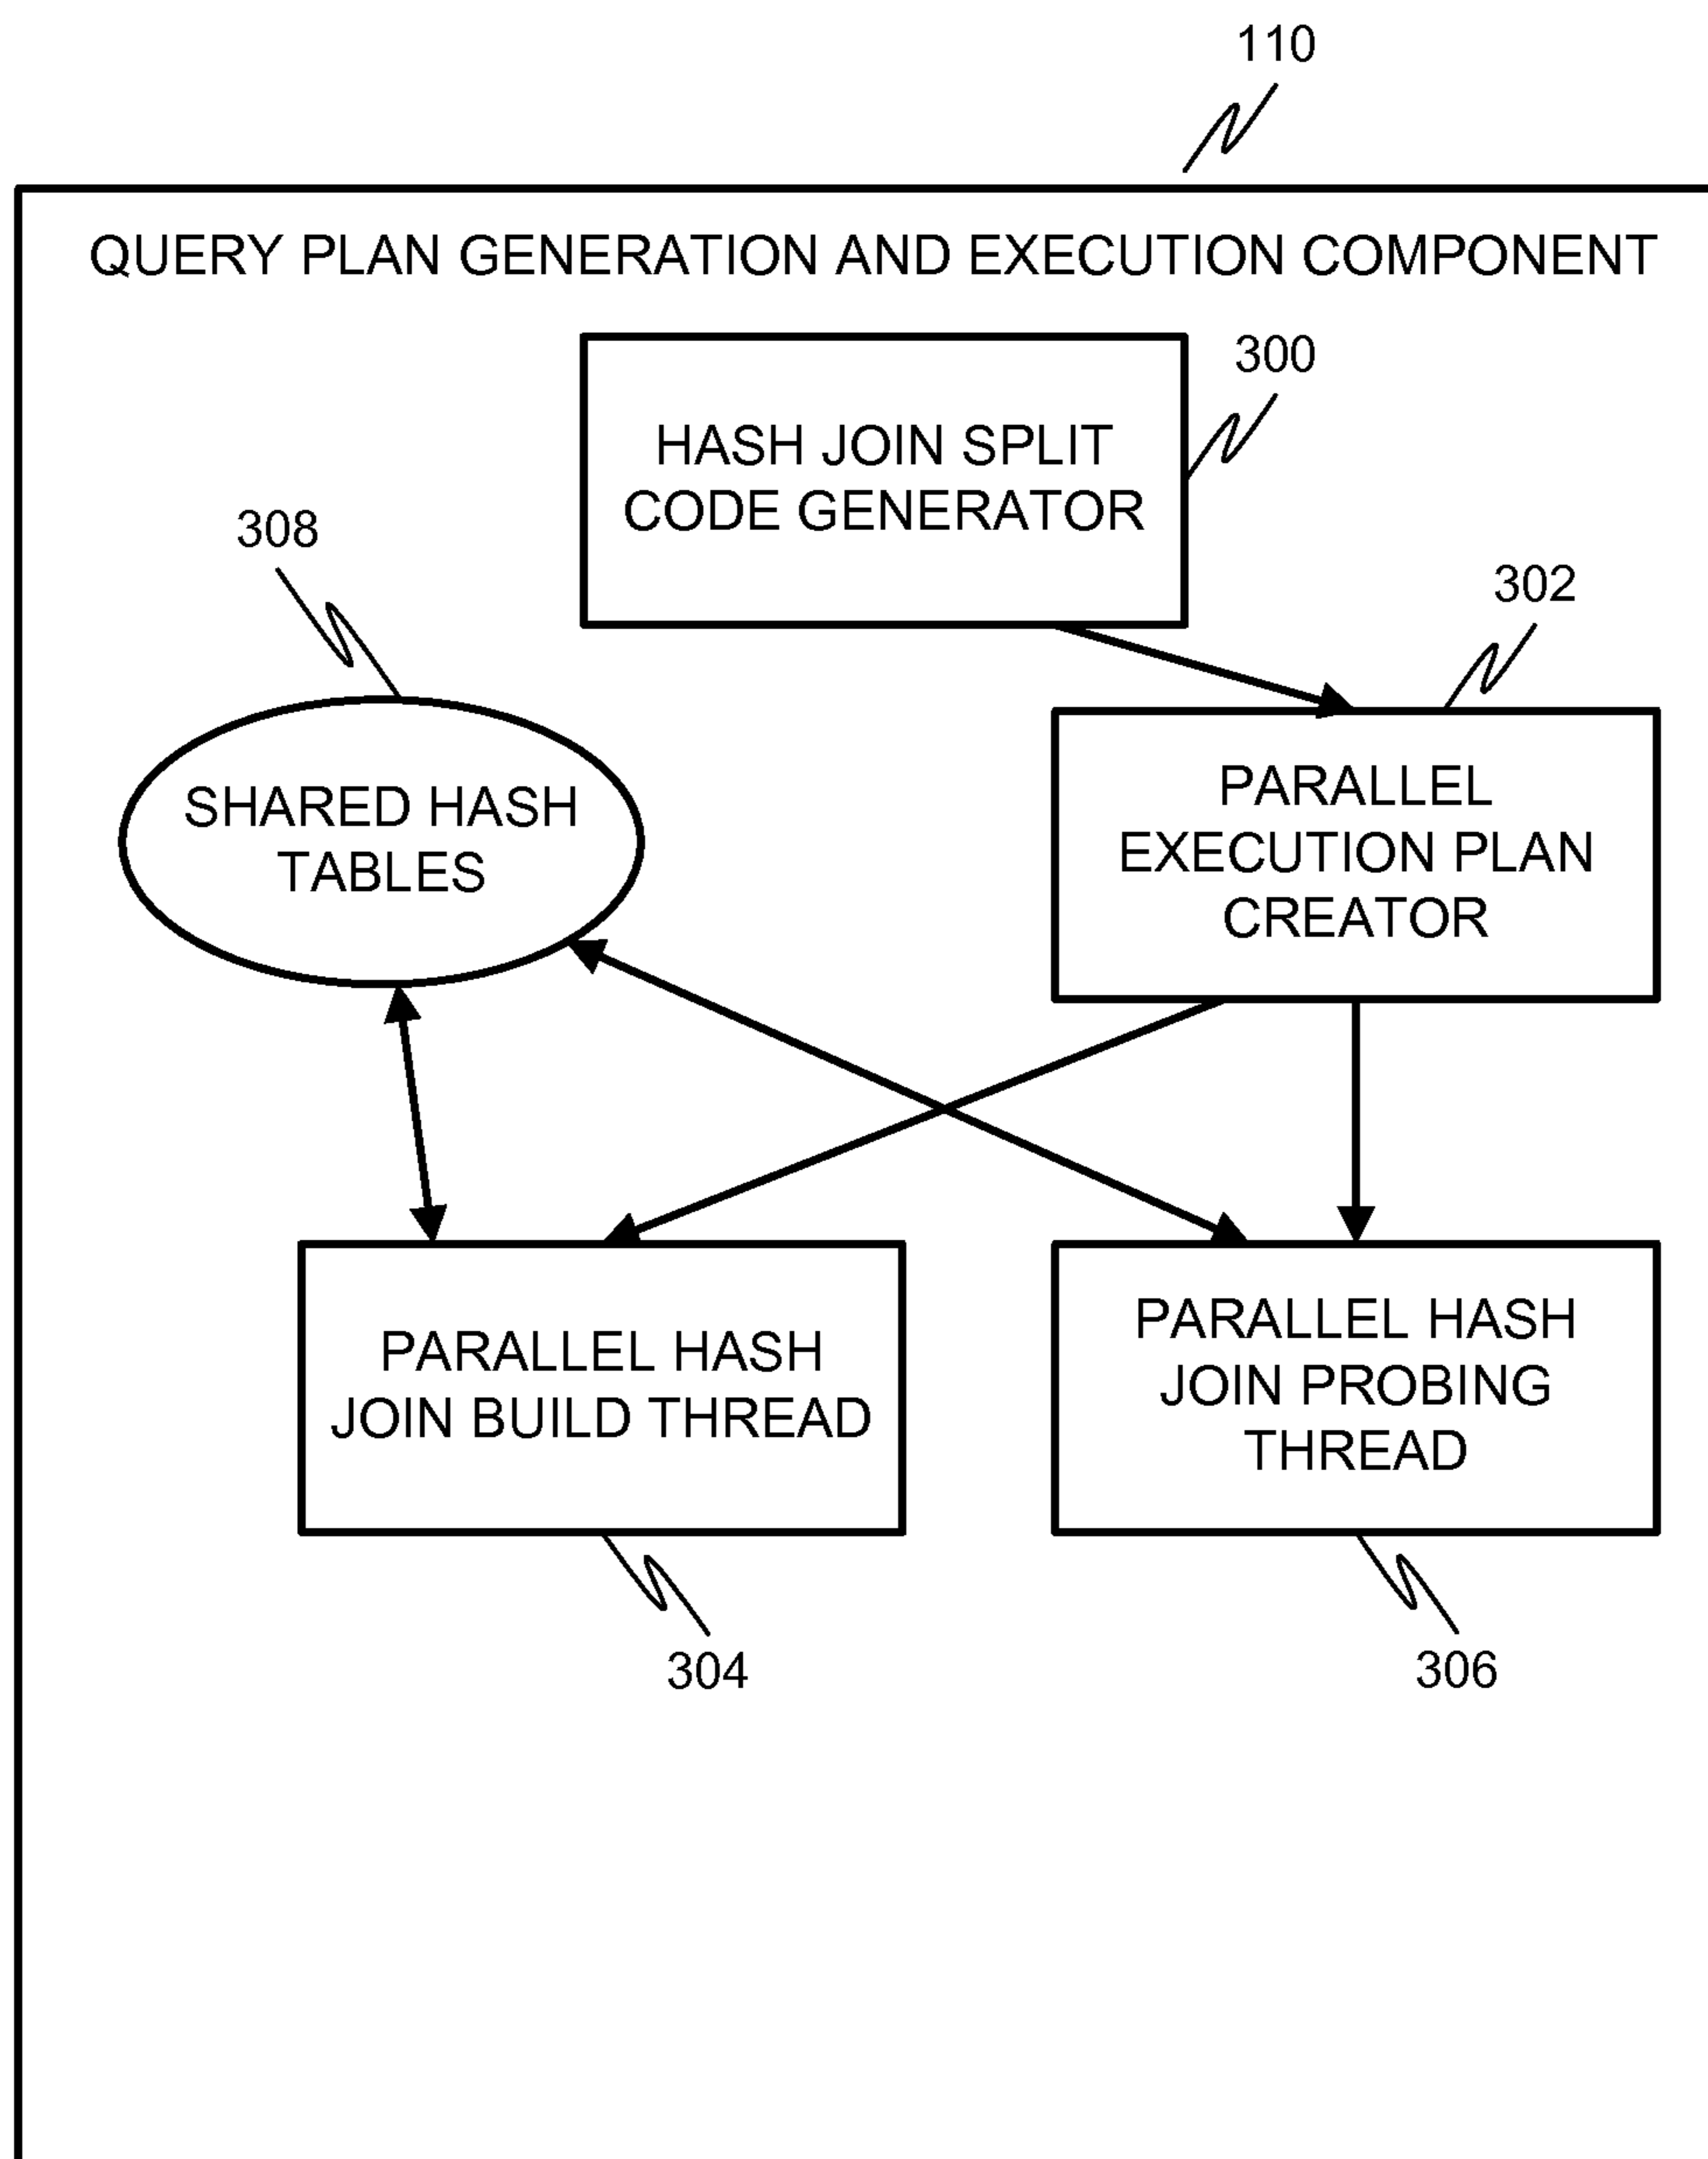 110
QUERY PLAN GENERATION AND EXECUTION COMPONENT
300
HASH JOIN SPLIT
CODE GENERATOR
308
302
SHARED HASH
TABLES
PARALLEL
EXECUTION PLAN
CREATOR
PARALLEL HASH
JOIN BUILD THREAD
PARALLEL HASH
JOIN PROBING
THREAD
304
306